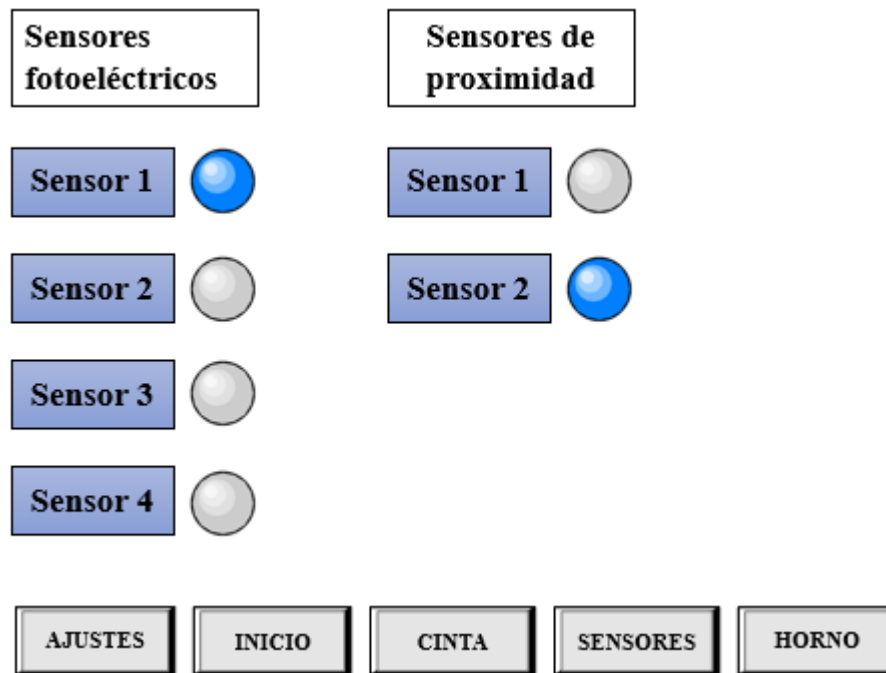 Sensores
fotoeléctricos
Sensor 1
Sensor 2
Sensor 3
Sensor 4
Sensores de
proximidad
Sensor 1
Sensor 2
AJUSTES
INICIO
CINTA
SENSORES
HORNO